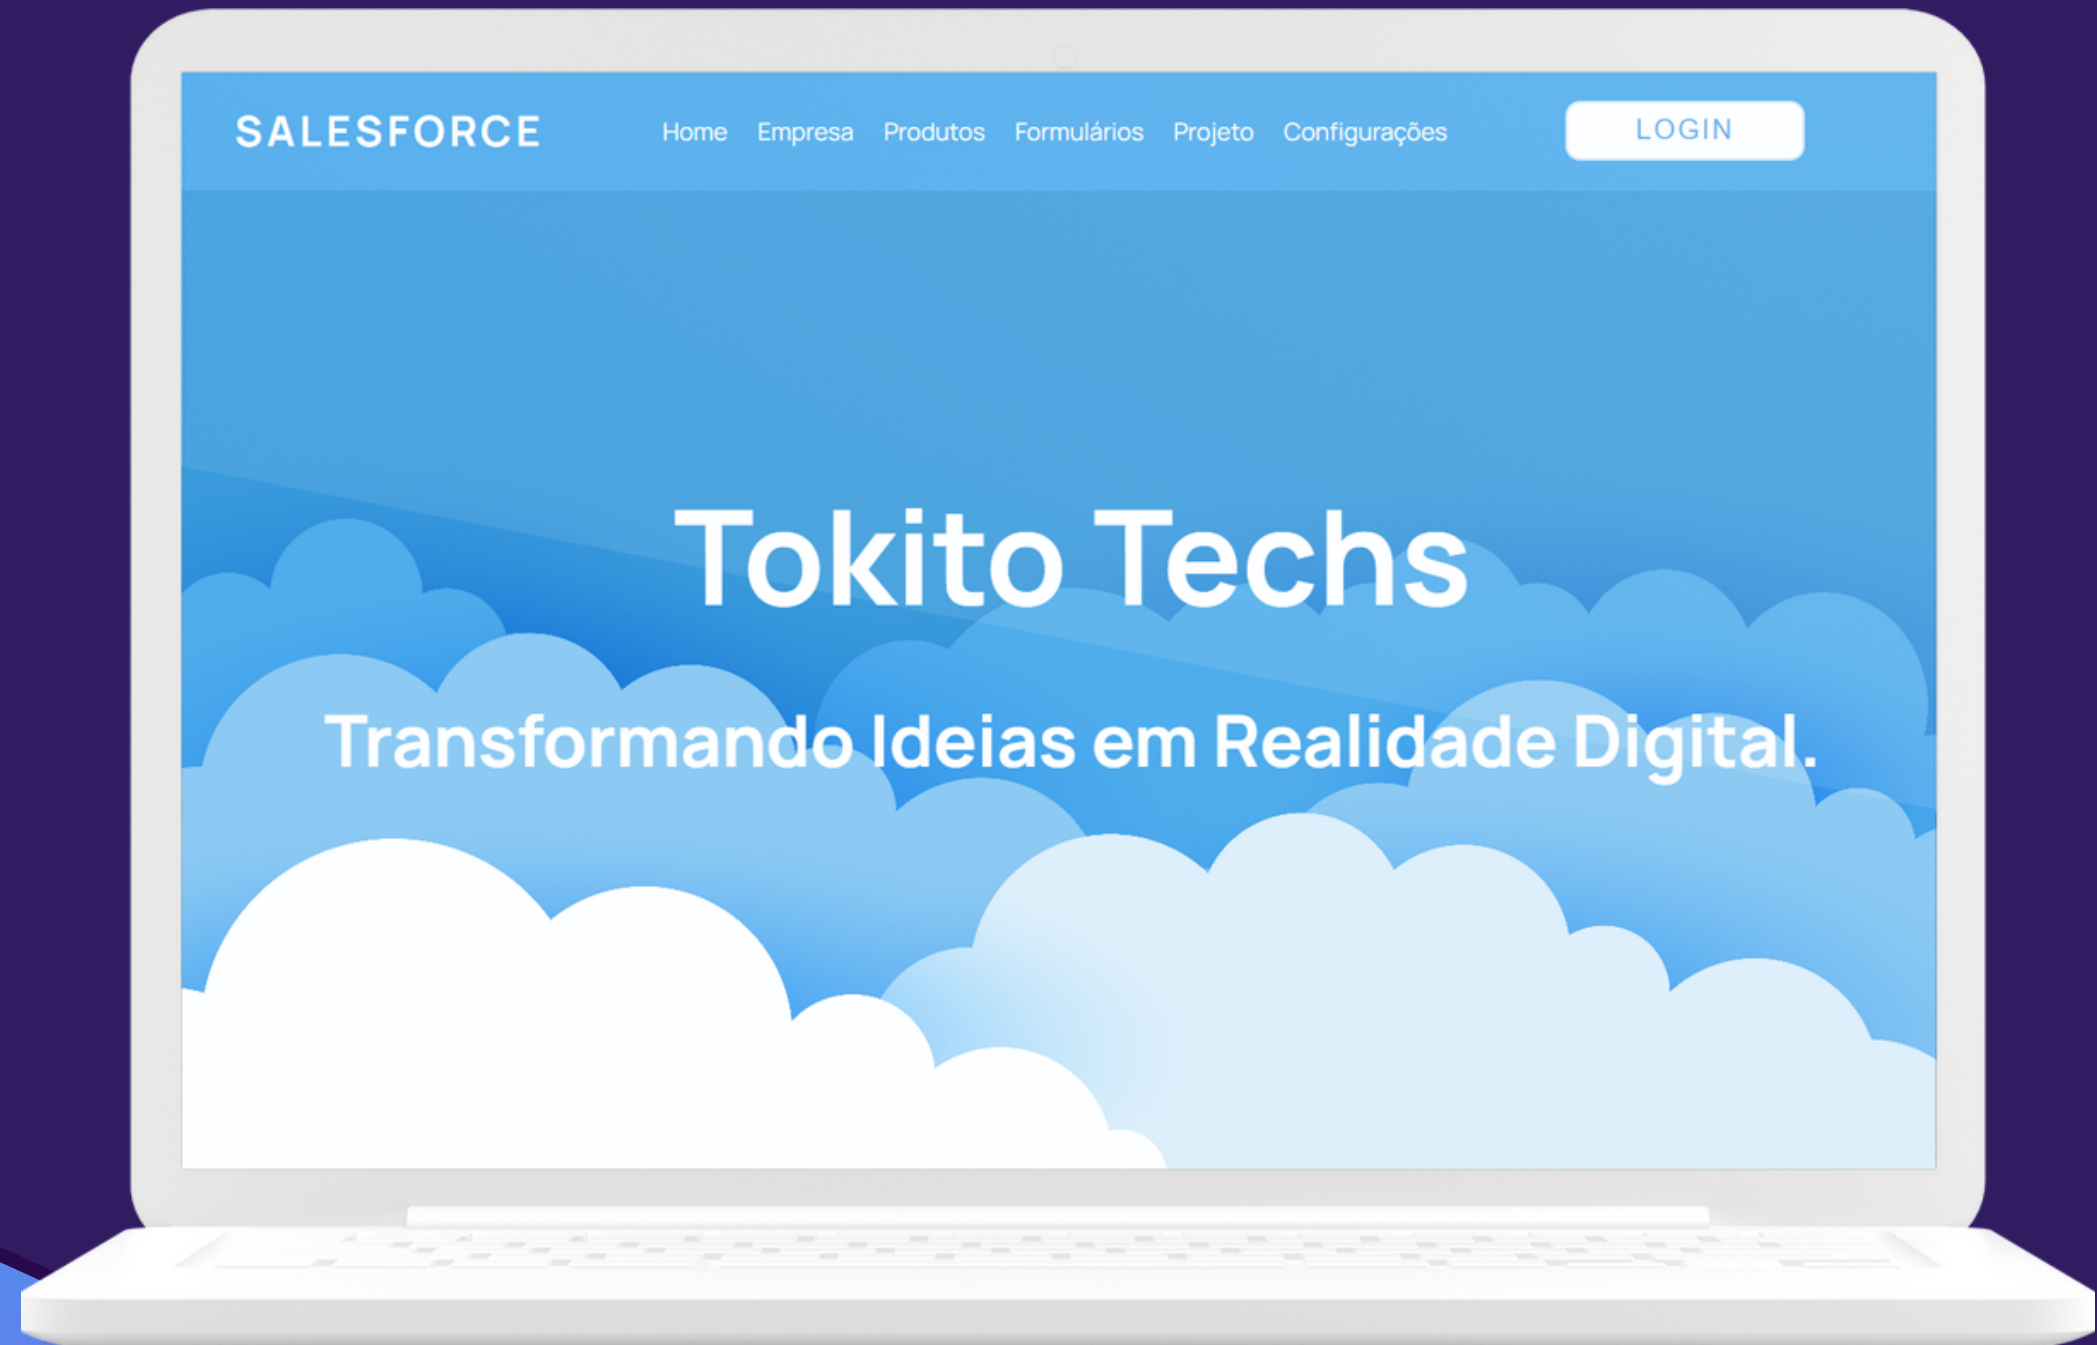 SALESFORCE Home Empresa Produtos Formulários Projeto Configurações LOGIN
Tokito Techs
Transformando Ideias em Realidade Digital.